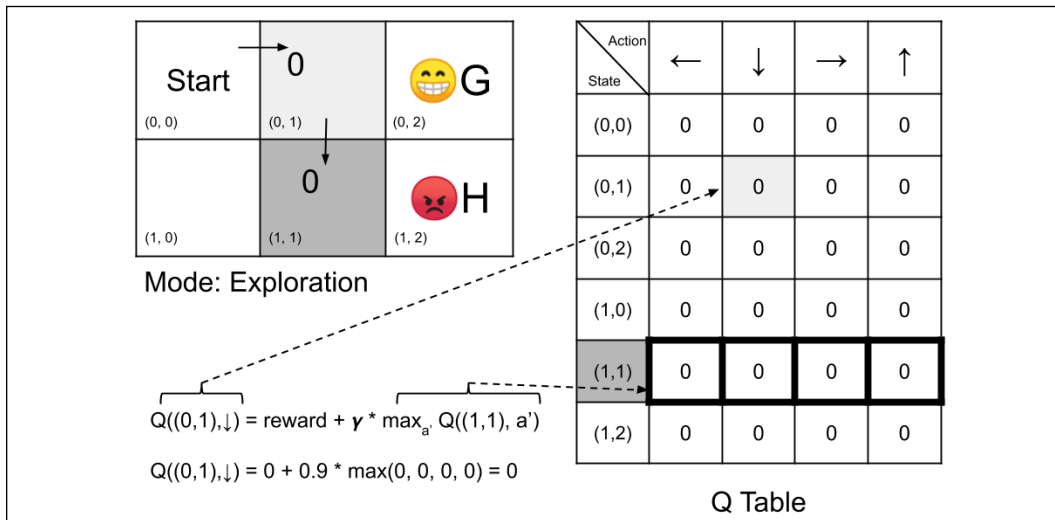 Start
0
😁G
(0, 0)
(0, 1)
(0, 2)
0
😡H
(1, 0)
(1, 1)
(1, 2)
Mode: Exploration
Q((0,1),↓) = reward + γ * maxₐ’ Q((1,1), a’)
Q((0,1),↓) = 0 + 0.9 * max(0, 0, 0, 0) = 0
Action
State
← ↓ → ↑
(0,0) 0 0 0 0
(0,1) 0 0 0 0
(0,2) 0 0 0 0
(1,0) 0 0 0 0
(1,1) 0 0 0 0
(1,2) 0 0 0 0
Q Table